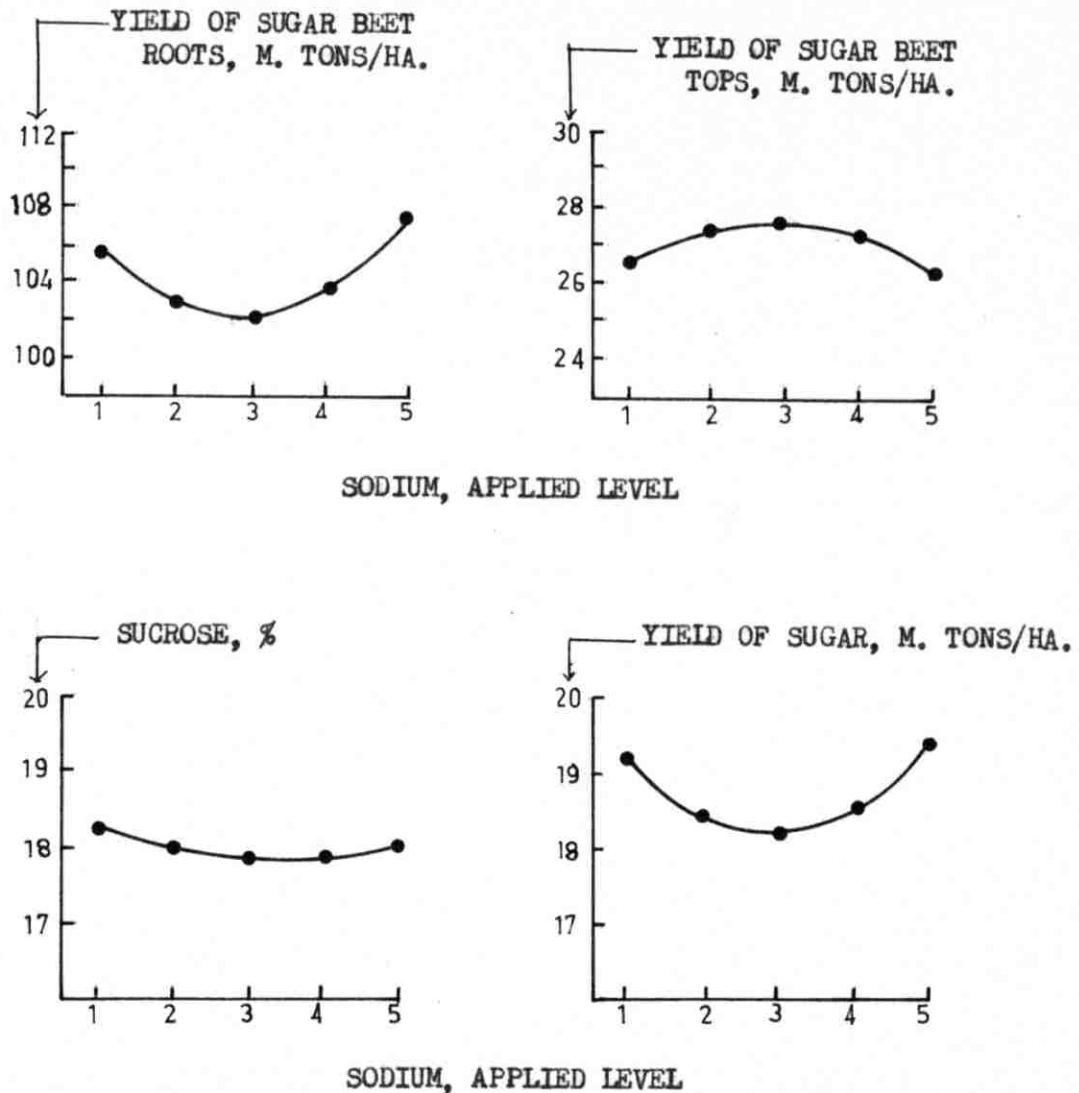 YIELD OF SUGAR BEET
ROOTS, M. TONS/HA.
112
108
104
100
1 2 3 4 5
YIELD OF SUGAR BEET
TOPS, M. TONS/HA.
30
28
26
24
1 2 3 4 5
SODIUM, APPLIED LEVEL
SUCROSE, %
20
19
18
17
1 2 3 4 5
YIELD OF SUGAR, M. TONS/HA.
20
19
18
17
1 2 3 4 5
SODIUM, APPLIED LEVEL